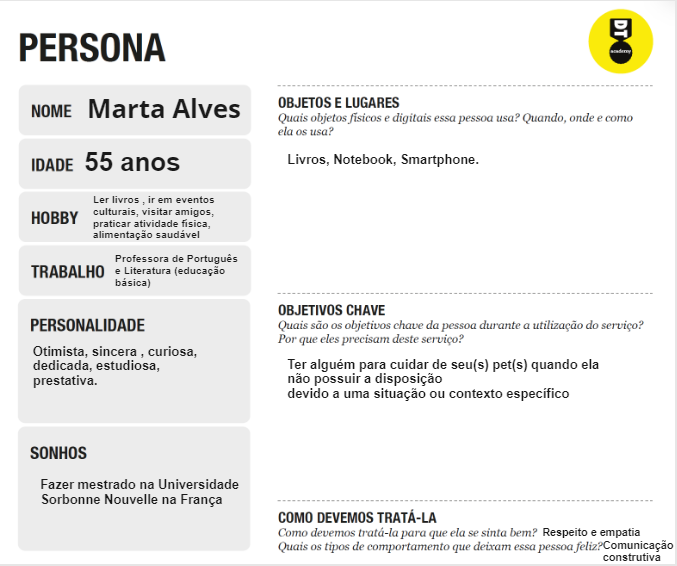 PERSONA
DT
academy
NOME Marta Alves
IDADE 55 anos
HOBBY
Ler livros , ir em eventos
culturais, visitar amigos,
praticar atividade física,
alimentação saudável
TRABALHO
Professora de Português
e Literatura (educação
básica)
PERSONALIDADE
Otimista, sincera , curiosa,
dedicada, estudiosa,
prestativa.
SONHOS
Fazer mestrado na Universidade
Sorbonne Nouvelle na França
OBJETOS E LUGARES
Quais objetos físicos e digitais essa pessoa usa? Quando, onde e como
ela os usa?
Livros, Notebook, Smartphone.
OBJETIVOS CHAVE
Quais são os objetivos chave da pessoa durante a utilização do serviço?
Por que eles precisam deste serviço?
Ter alguém para cuidar de seu(s) pet(s) quando ela
não possuir a disposição
devido a uma situação ou contexto específico
COMO DEVEMOS TRATÁ-LA
Como devemos tratá-la para que ela se sinta bem? Respeito e empatia
Quais os tipos de comportamento que deixam essa pessoa feliz? Comunicação
construtiva